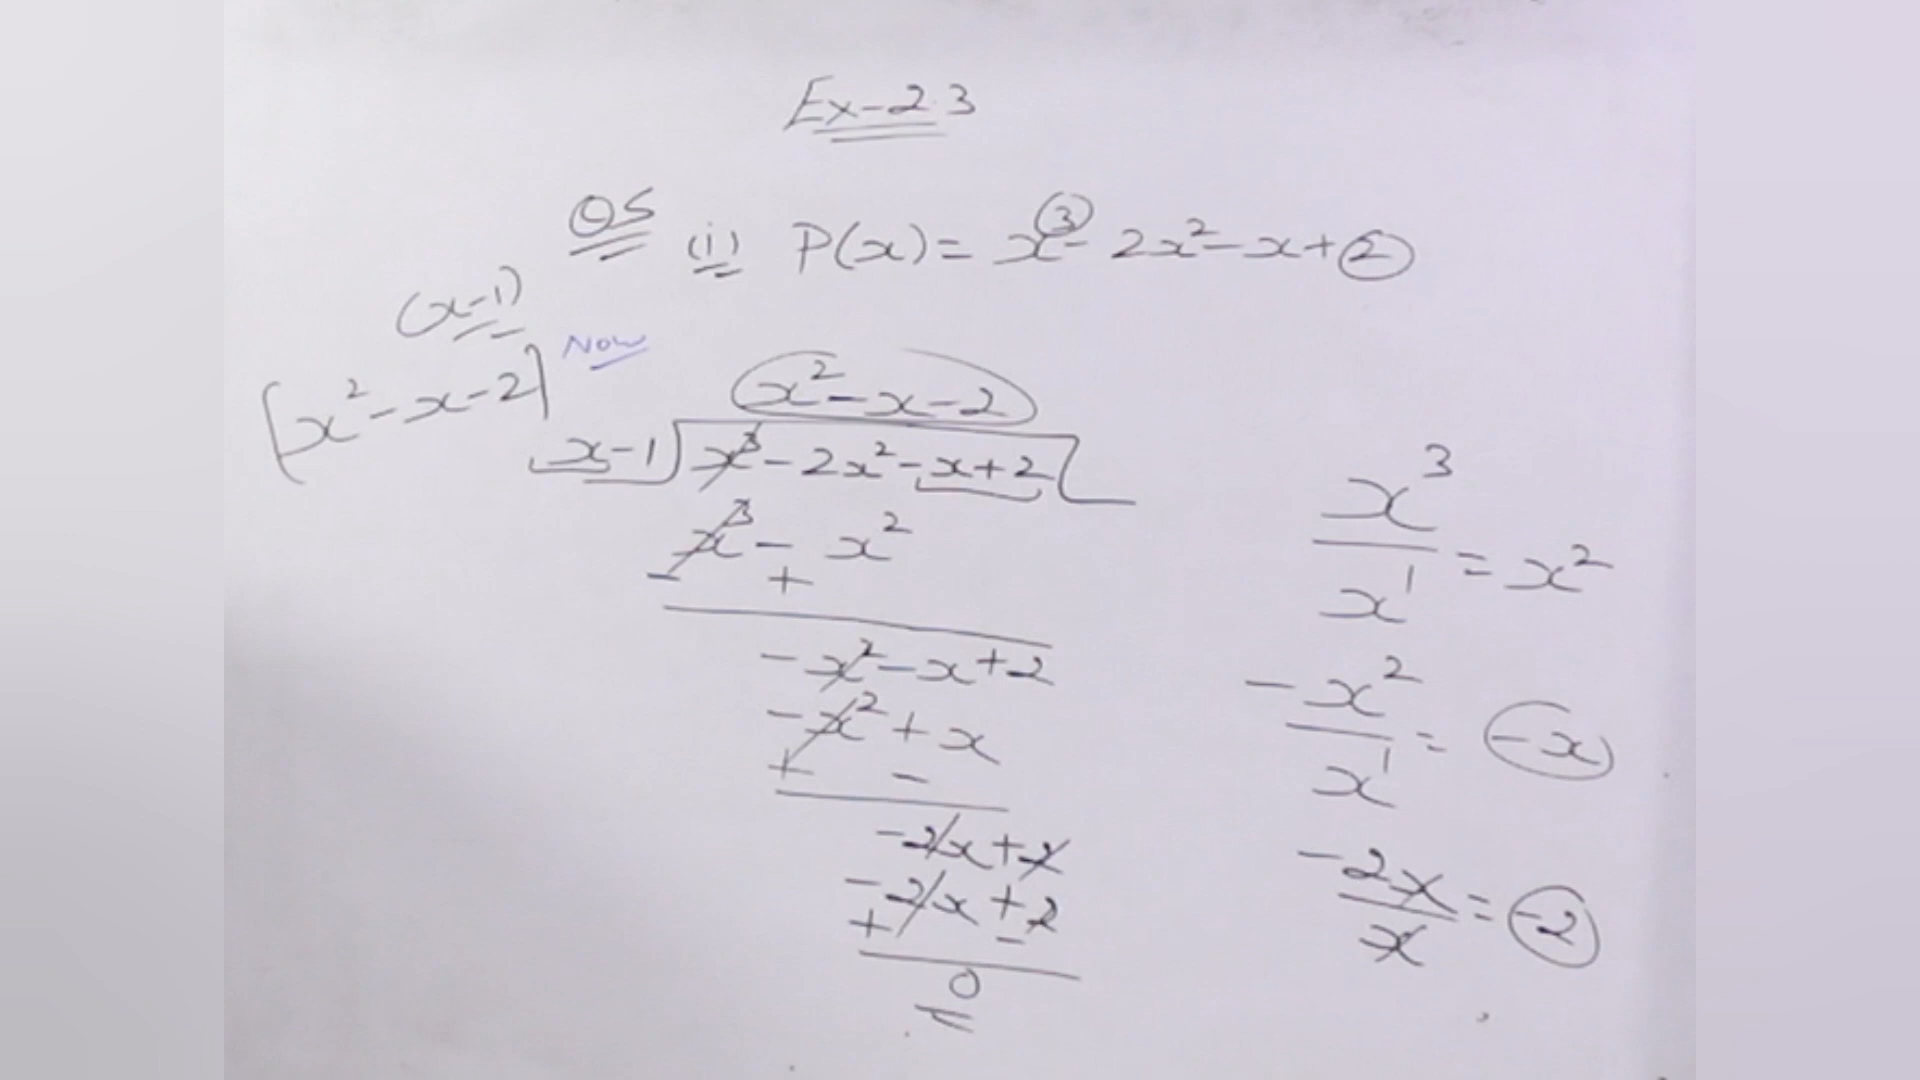 Ex-2.3
Q5 (i) P(x) = x³ - 2x² - x + 2
(x-1)
Now
[x² - x - 2]
x² - x - 2
x-1 ) x³ - 2x² - x + 2 (
x³ - x²
- +
- x² - x + 2
- x² + x
+ -
-2x + 2
-2x + 2
+ -
0
x³ / x¹ = x²
-x² / x¹ = -x
-2x / x = -2